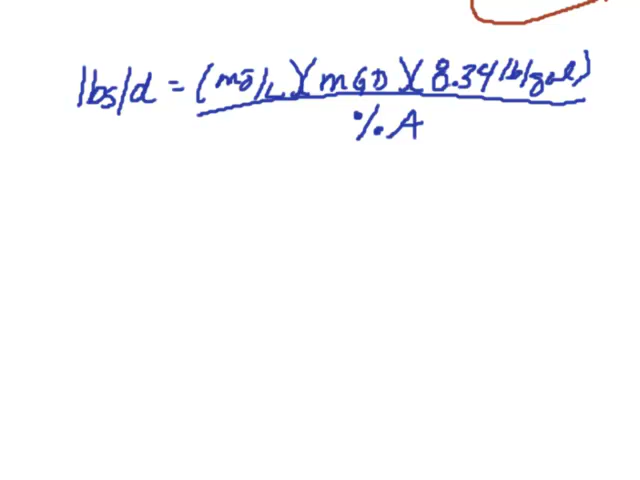 lbs/d = (mg/L)(MGD)(8.34 lb/gal)
% A